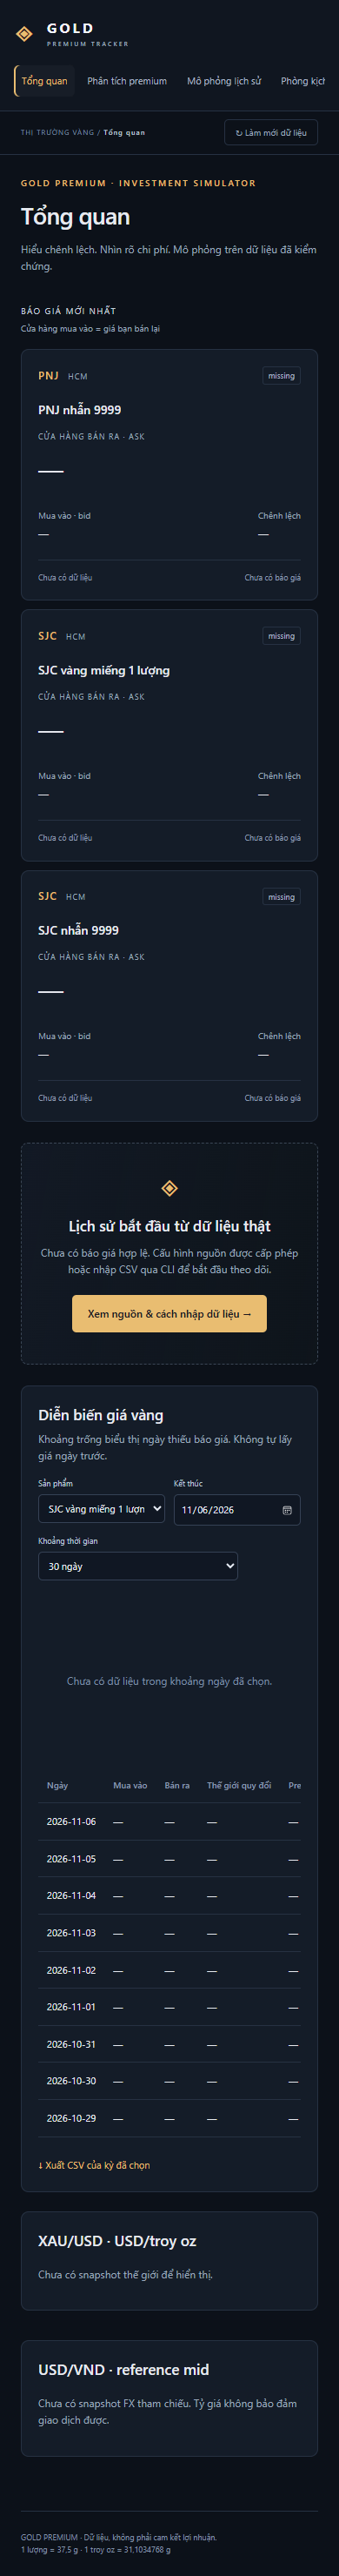 GOLD
PREMIUM TRACKER
Tổng quan
Phân tích premium
Mô phỏng lịch sử
Phòng kịch
THỊ TRƯỜNG VÀNG / Tổng quan
↻ Làm mới dữ liệu
GOLD PREMIUM · INVESTMENT SIMULATOR
Tổng quan
Hiểu chênh lệch. Nhìn rõ chi phí. Mô phỏng trên dữ liệu đã kiểm
chứng.
BÁO GIÁ MỚI NHẤT
Cửa hàng mua vào = giá bạn bán lại
PNJ HCM
missing
PNJ nhẫn 9999
CỬA HÀNG BÁN RA · ASK
—
Mua vào · bid
Chênh lệch
— —
Chưa có dữ liệu
Chưa có báo giá
SJC HCM
missing
SJC vàng miếng 1 lượng
CỬA HÀNG BÁN RA · ASK
—
Mua vào · bid
Chênh lệch
— —
Chưa có dữ liệu
Chưa có báo giá
SJC HCM
missing
SJC nhẫn 9999
CỬA HÀNG BÁN RA · ASK
—
Mua vào · bid
Chênh lệch
— —
Chưa có dữ liệu
Chưa có báo giá
Lịch sử bắt đầu từ dữ liệu thật
Chưa có báo giá hợp lệ. Cấu hình nguồn được cấp phép
hoặc nhập CSV qua CLI để bắt đầu theo dõi.
Xem nguồn & cách nhập dữ liệu →
Diễn biến giá vàng
Khoảng trống biểu thị ngày thiếu báo giá. Không tự lấy
giá ngày trước.
Sản phẩm
Kết thúc
SJC vàng miếng 1 lượn
11/06/2026
Khoảng thời gian
30 ngày
Chưa có dữ liệu trong khoảng ngày đã chọn.
Ngày Mua vào Bán ra Thế giới quy đổi Pre
2026-11-06 — — — —
2026-11-05 — — — —
2026-11-04 — — — —
2026-11-03 — — — —
2026-11-02 — — — —
2026-11-01 — — — —
2026-10-31 — — — —
2026-10-30 — — — —
2026-10-29 — — — —
↓ Xuất CSV của kỳ đã chọn
XAU/USD · USD/troy oz
Chưa có snapshot thế giới để hiển thị.
USD/VND · reference mid
Chưa có snapshot FX tham chiếu. Tỷ giá không bảo đảm
giao dịch được.
GOLD PREMIUM · Dữ liệu, không phải cam kết lợi nhuận.
1 lượng = 37,5 g · 1 troy oz = 31,1034768 g